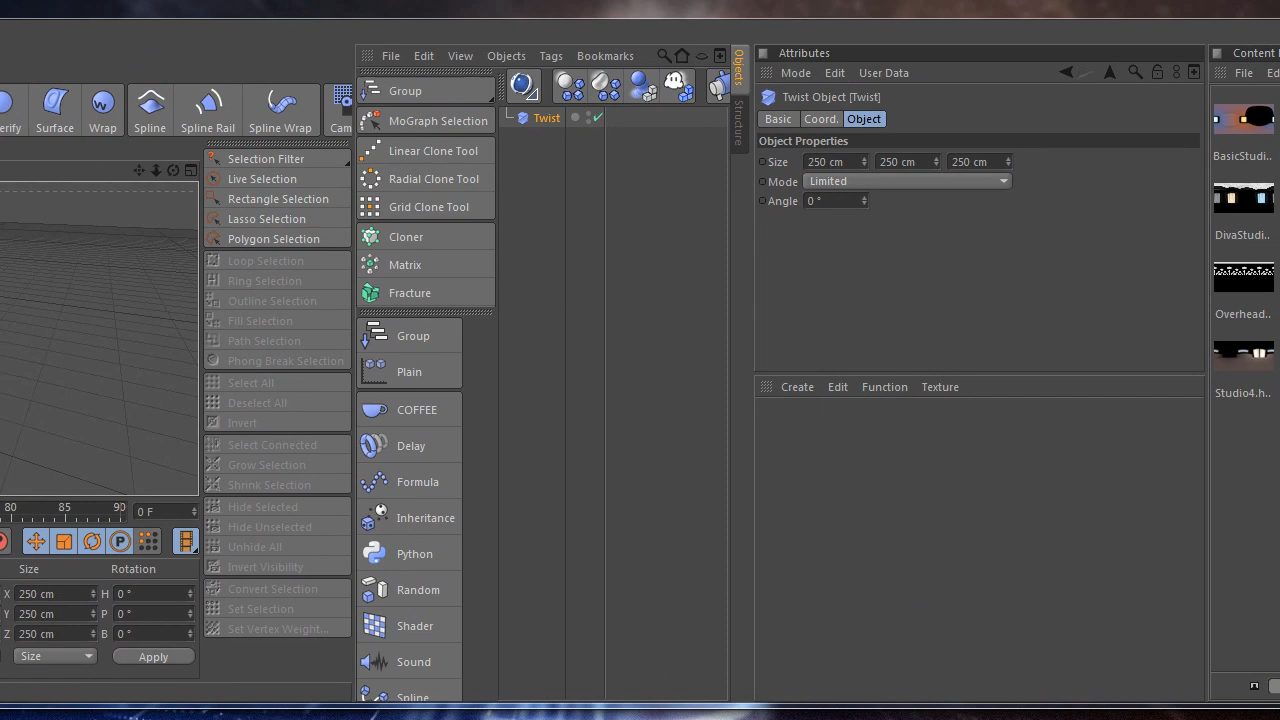 File Edit View Objects Tags Bookmarks
Objects
Structure
Attributes
Mode Edit User Data
Twist Object [Twist]
Basic Coord. Object
Object Properties
Size 250 cm 250 cm 250 cm
Mode Limited
Angle 0 °
Create Edit Function Texture
Content
File Ed
BasicStudi..
DivaStudi..
Overhead..
Studio4.h..
erify urface Wrap Spline Spline Rail Spline Wrap Cam
Selection Filter
Live Selection
Rectangle Selection
Lasso Selection
Polygon Selection
Loop Selection
Ring Selection
Outline Selection
Fill Selection
Path Selection
Phong Break Selection
Select All
Deselect All
Invert
Select Connected
Grow Selection
Shrink Selection
Hide Selected
Hide Unselected
Unhide All
Invert Visibility
Convert Selection
Set Selection
Set Vertex Weight...
Group
MoGraph Selection
Linear Clone Tool
Radial Clone Tool
Grid Clone Tool
Cloner
Matrix
Fracture
Group
Plain
COFFEE
Delay
Formula
Inheritance
Python
Random
Shader
Sound
Spline
Twist
80 85 90 0 F
P
Size Rotation
X 250 cm H 0 °
Y 250 cm P 0 °
Z 250 cm B 0 °
Size Apply